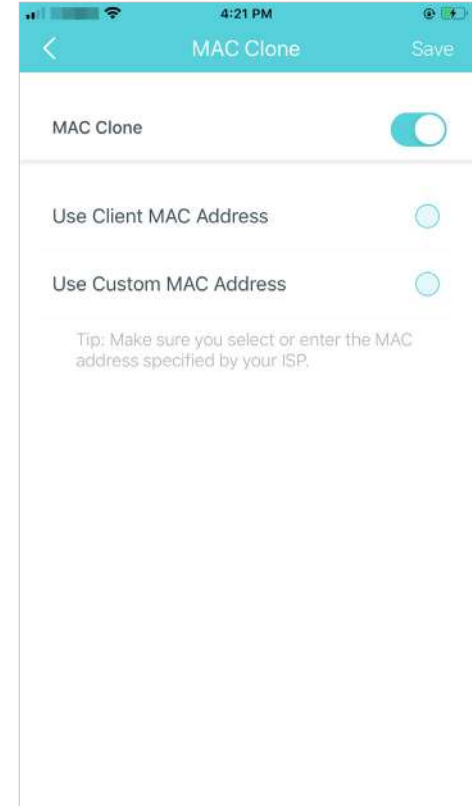 4:21 PM
MAC Clone
Save
MAC Clone
Use Client MAC Address
Use Custom MAC Address
Tip: Make sure you select or enter the MAC
address specified by your ISP.